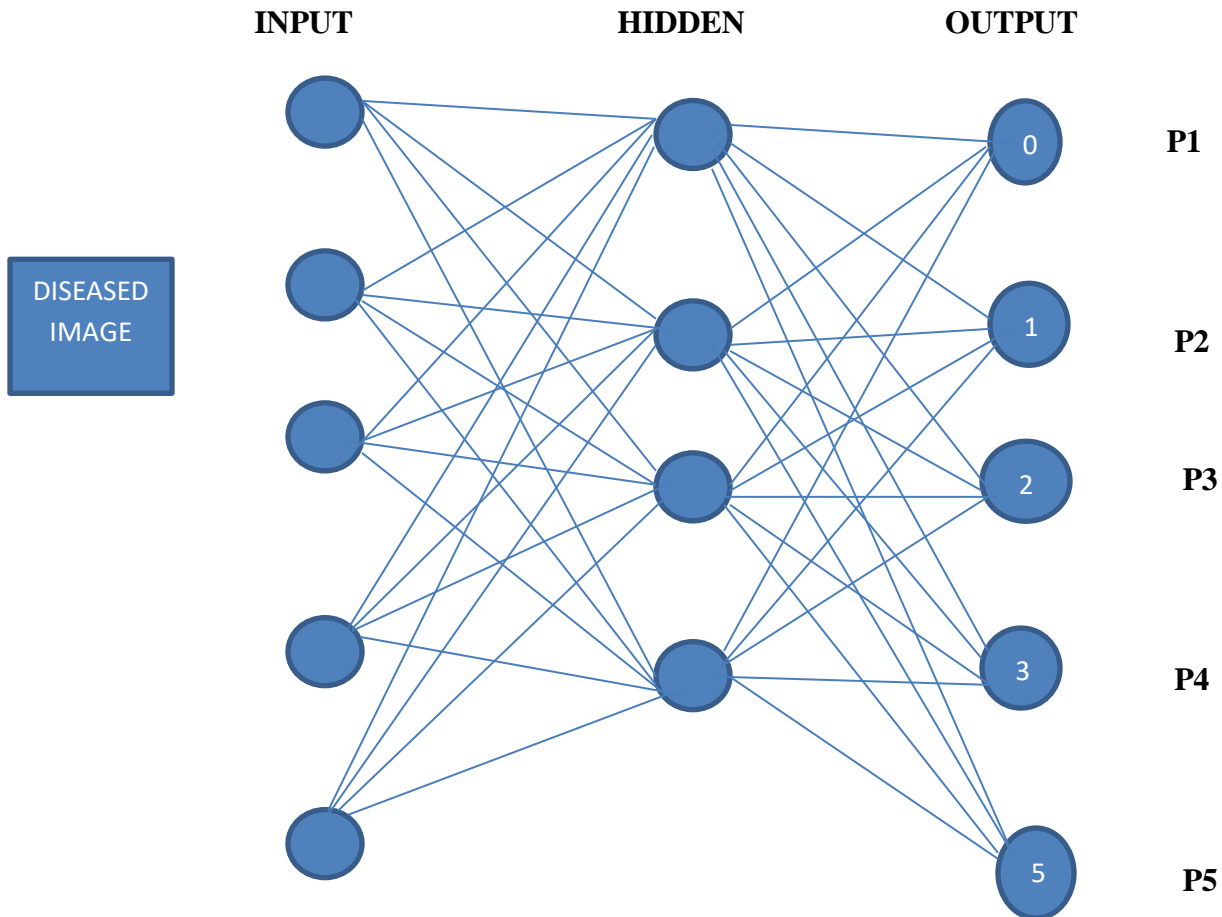 INPUT HIDDEN OUTPUT
0 P1
DISEASED
IMAGE
1 P2
2 P3
3 P4
5 P5